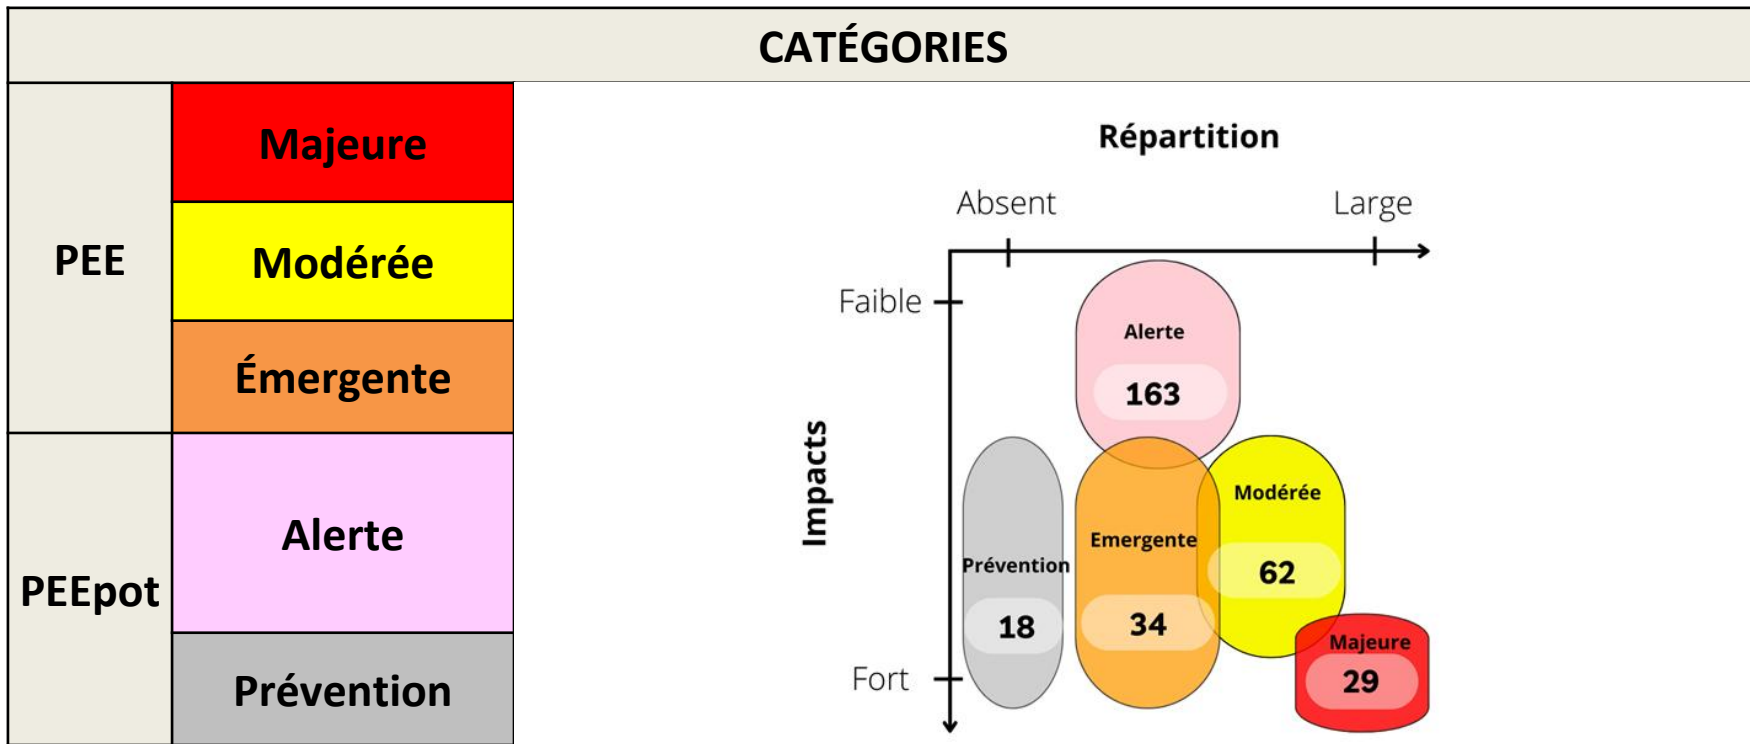 CATÉGORIES
PEE
Majeure
Modérée
Émergente
PEEpot
Alerte
Prévention
Répartition
Absent
Large
Faible
Impacts
Fort
Alerte
163
Modérée
62
Emergente
34
Prévention
18
Majeure
29